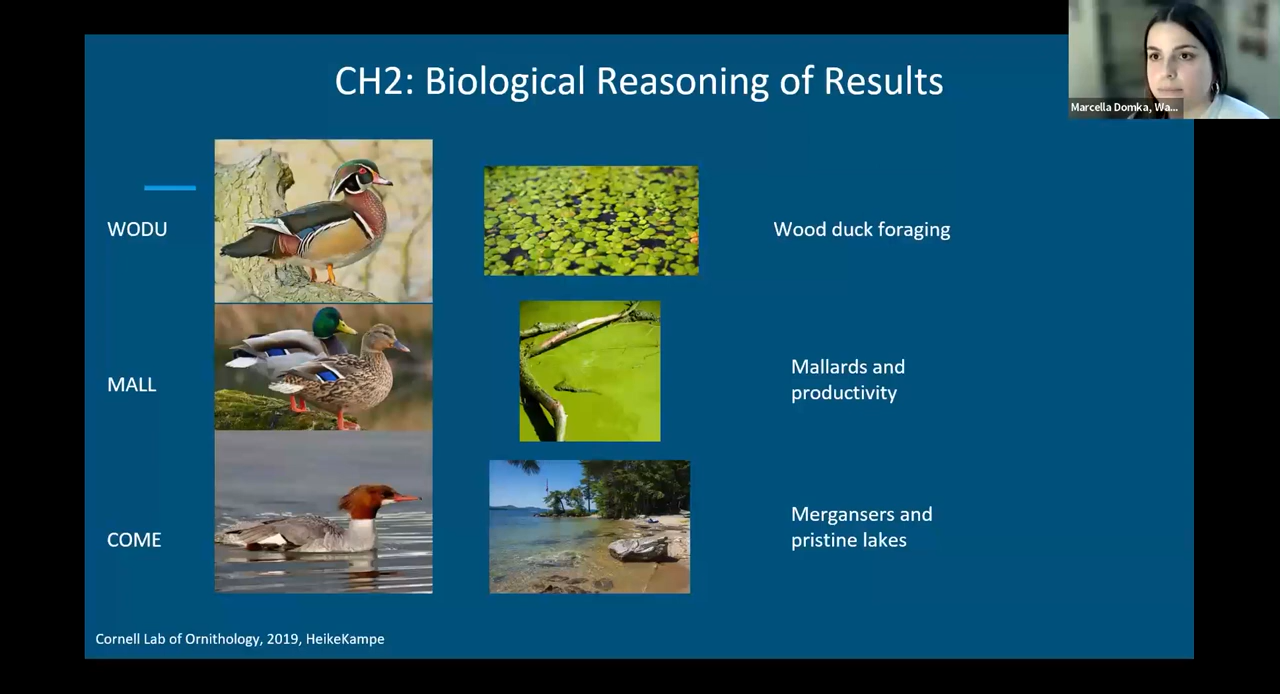 CH2: Biological Reasoning of Results
Marcella Domka, Wa...
WODU
Wood duck foraging
MALL
Mallards and
productivity
COME
Mergansers and
pristine lakes
Cornell Lab of Ornithology, 2019, HeikeKampe